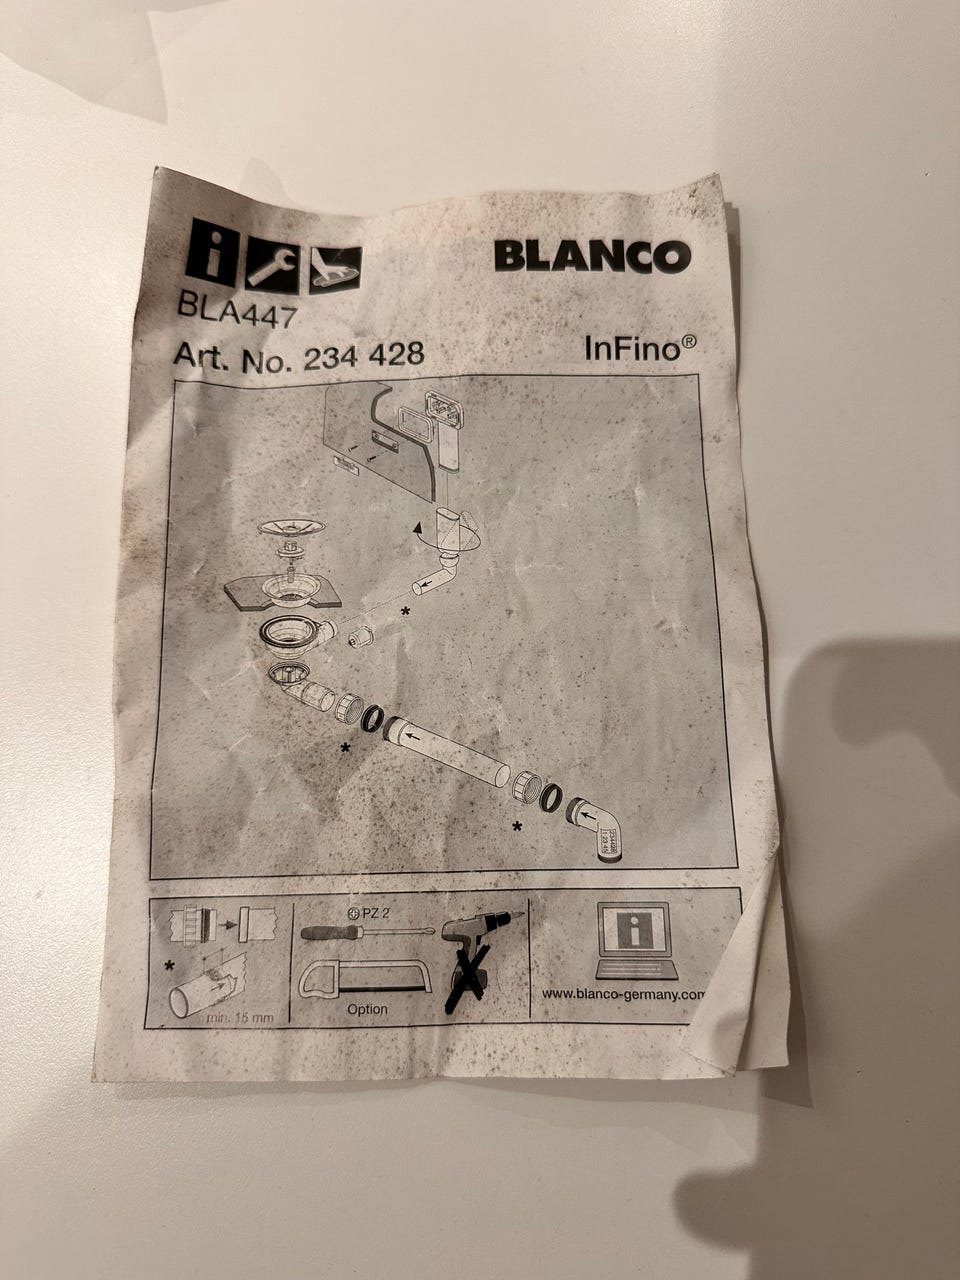 BLANCO
BLA447
Art. No. 234 428
InFino®
*
*
*
PZ 2
*
min. 15 mm
Option
www.blanco-germany.com